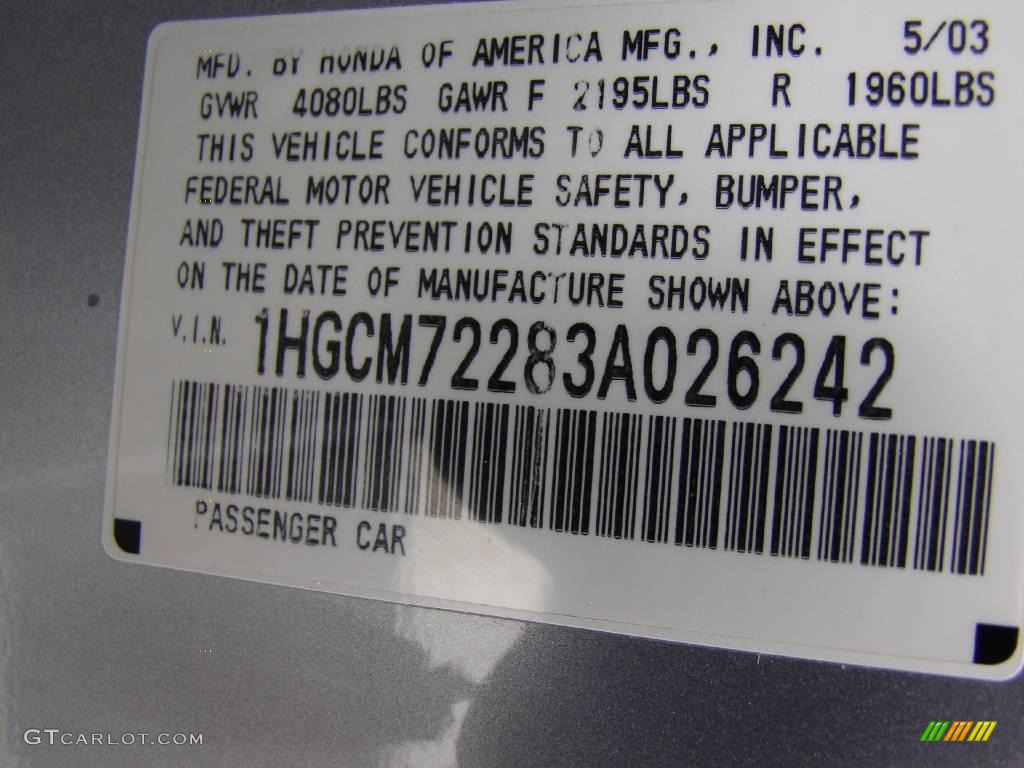 MFD. BY HONDA OF AMERICA MFG., INC. 5/03
GVWR 4080LBS GAWR F 2195LBS R 1960LBS
THIS VEHICLE CONFORMS TO ALL APPLICABLE
FEDERAL MOTOR VEHICLE SAFETY, BUMPER,
AND THEFT PREVENTION STANDARDS IN EFFECT
ON THE DATE OF MANUFACTURE SHOWN ABOVE:
V.I.N. 1HGCM72283A026242
PASSENGER CAR
GTCARLOT.COM